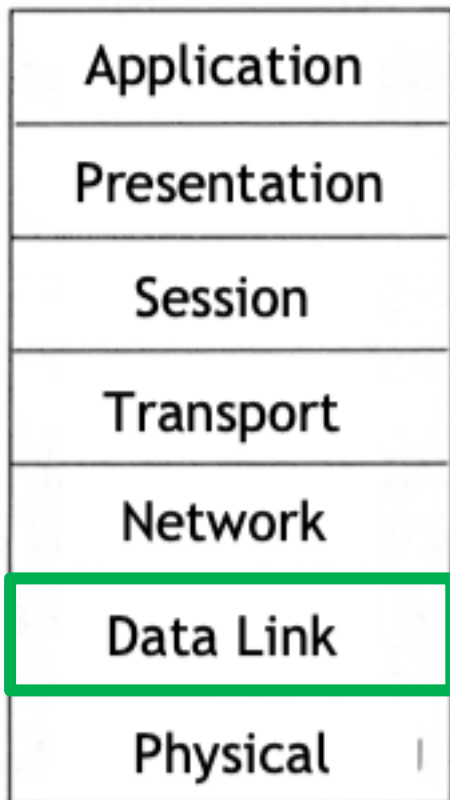 Application
Presentation
Session
Transport
Network
Data Link
Physical